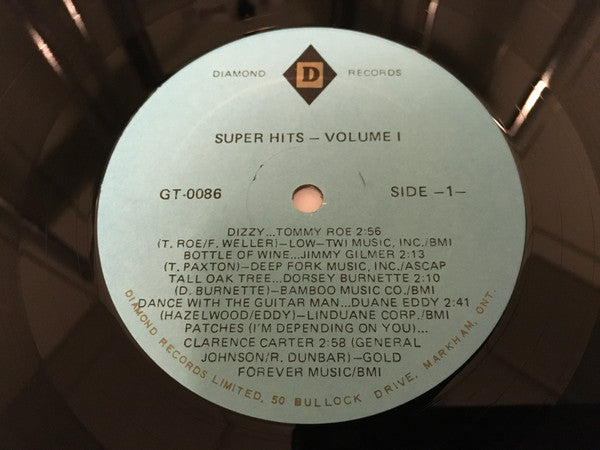 DIAMOND D RECORDS
SUPER HITS – VOLUME I
GT-0086 SIDE –1–
DIZZY...TOMMY ROE 2:56
(T. ROE/F. WELLER)–LOW–TWI MUSIC, INC./BMI
BOTTLE OF WINE...JIMMY GILMER 2:13
(T. PAXTON)–DEEP FORK MUSIC, INC./ASCAP
TALL OAK TREE...DORSEY BURNETTE 2:10
(D. BURNETTE)–BAMBOO MUSIC CO./BMI
DANCE WITH THE GUITAR MAN...DUANE EDDY 2:41
(HAZELWOOD/EDDY)–LINDUANE CORP./BMI
PATCHES (I'M DEPENDING ON YOU)...
CLARENCE CARTER 2:58 (GENERAL
JOHNSON/R. DUNBAR)–GOLD
FOREVER MUSIC/BMI
DIAMOND RECORDS LIMITED, 50 BULLOCK DRIVE, MARKHAM, ONT.